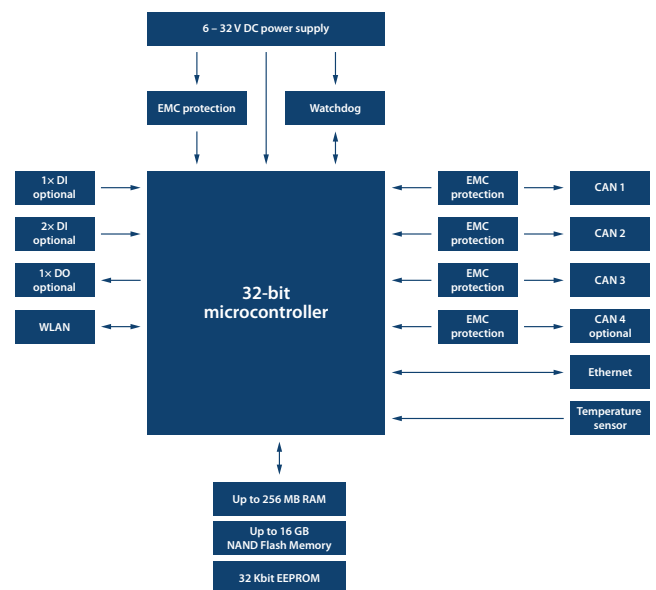 6 – 32 V DC power supply
EMC protection
Watchdog
1× DI
optional
2× DI
optional
1× DO
optional
WLAN
32-bit
microcontroller
EMC
protection
CAN 1
EMC
protection
CAN 2
EMC
protection
CAN 3
EMC
protection
CAN 4
optional
Ethernet
Temperature
sensor
Up to 256 MB RAM
Up to 16 GB
NAND Flash Memory
32 Kbit EEPROM